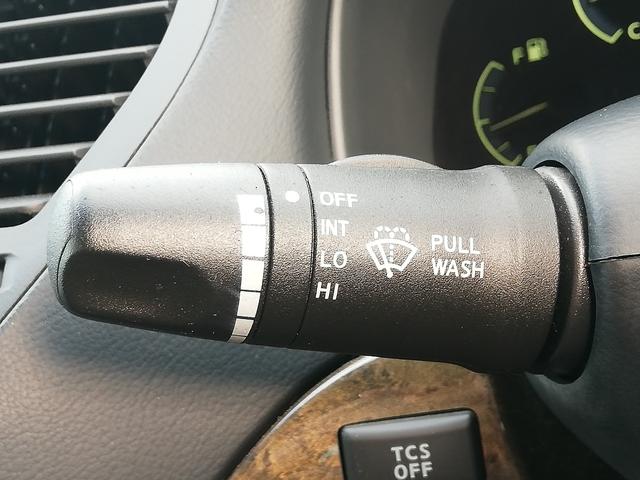 F
OFF
INT
LO
HI
PULL
WASH
TCS
OFF